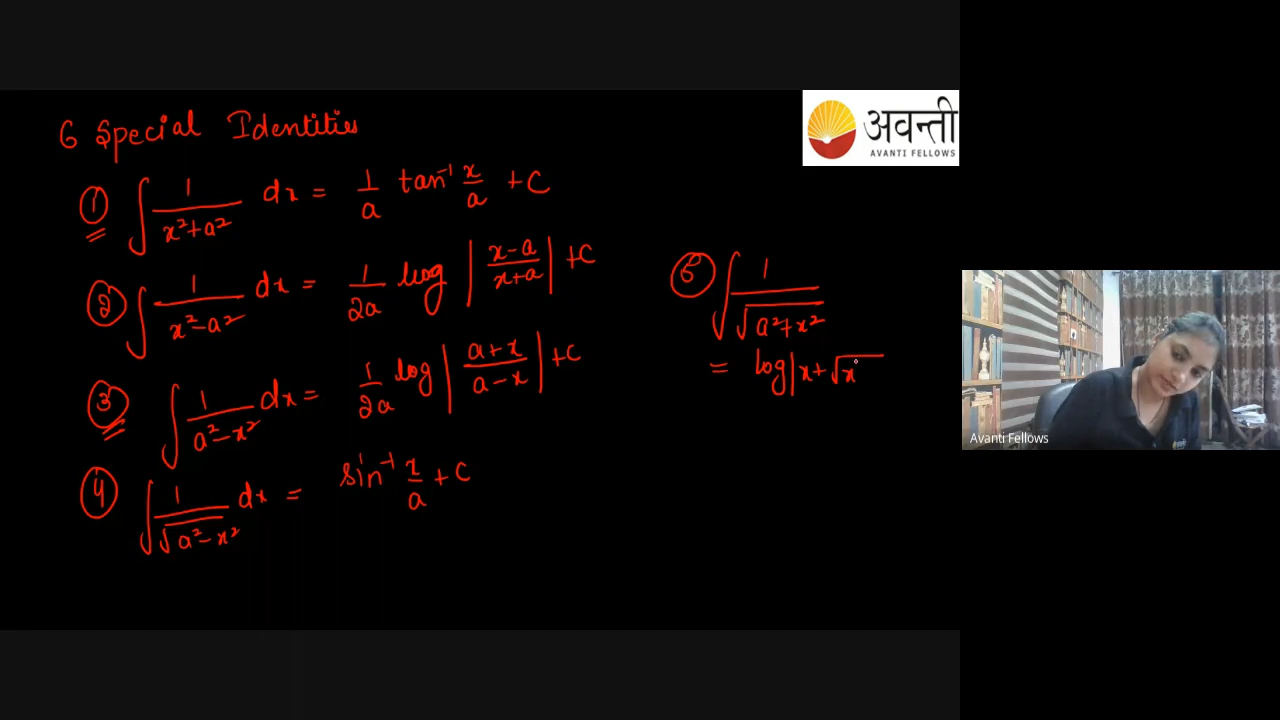 6 Special Identities
① ∫ 1/(x²+a²) dx = 1/a tan⁻¹ x/a + C
② ∫ 1/(x²-a²) dx = 1/2a log |(x-a)/(x+a)| + C
③ ∫ 1/(a²-x²) dx = 1/2a log |(a+x)/(a-x)| + C
④ ∫ 1/√(a²-x²) dx = sin⁻¹ x/a + C
⑤ ∫ 1/√(a²+x²)
= log|x+√x
अवन्ती
AVANTI FELLOWS
Avanti Fellows